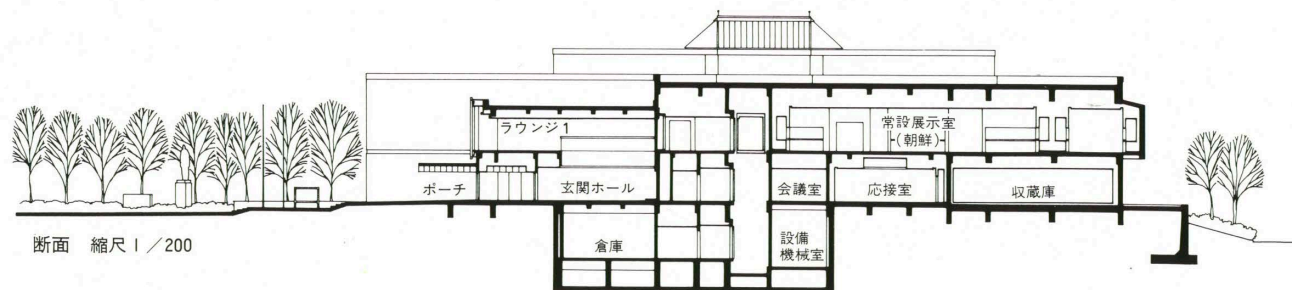 ラウンジ1
常設展示室
(朝鮮)
ポーチ
玄関ホール
会議室
応接室
収蔵庫
倉庫
設備
機械室
断面 縮尺1/200